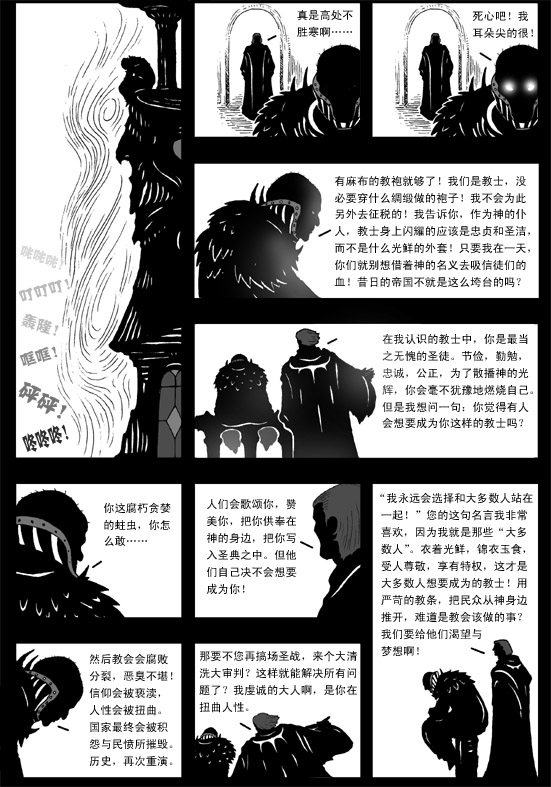 真是高处不
胜寒啊……
死心吧！我
耳朵尖的很！
咣咣咣！
叮叮叮！
轰隆！
哐哐！
砰砰！
咚咚咚！
有麻布的教袍就够了！我们是教士，没
必要穿什么绸缎做的袍子！我不会为此
另外去征税的！我告诉你，作为神的仆
人，教士身上闪耀的应该是忠贞和圣洁，
而不是什么光鲜的外套！只要我在一天，
你们就别想借着神的名义去吸信徒们的
血！昔日的帝国不就是这么垮台的吗？
在我认识的教士中，你是最当
之无愧的圣徒。节俭，勤勉，
忠诚，公正，为了散播神的光
辉，你会毫不犹豫地燃烧自己。
但是我想问一句：你觉得有人
会想要成为你这样的教士吗？
你这腐朽贪婪
的蛀虫，你怎
么敢……
人们会歌颂你，赞
美你，把你供奉在
神的身边，把你写
入圣典之中。但他
们自己决不会想要
成为你！
“我永远会选择和大多数人站在
一起！”您的这句名言我非常
喜欢，因为我就是那些“大多
数人”。衣着光鲜，锦衣玉食，
受人尊敬，享有特权，这才是
大多数人想要成为的教士！用
严苛的教条，把民众从神身边
推开，难道是教会该做的事？
我们要给他们渴望与
梦想啊！
然后教会会腐败
分裂，恶臭不堪！
信仰会被亵渎，
人性会被扭曲。
国家最终会被积
怨与民愤所摧毁。
历史，再次重演。
那要不您再搞场圣战，来个大清
洗大审判？这样就能解决所有问
题了？我虔诚的大人啊，是你在
扭曲人性。